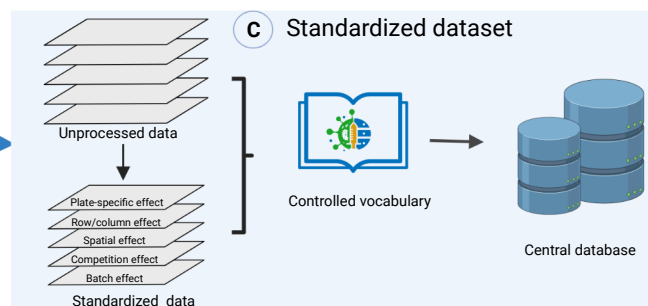 C Standardized dataset
Unprocessed data
Plate-specific effect
Row/column effect
Spatial effect
Competition effect
Batch effect
Standardized data
Controlled vocabulary
Central database